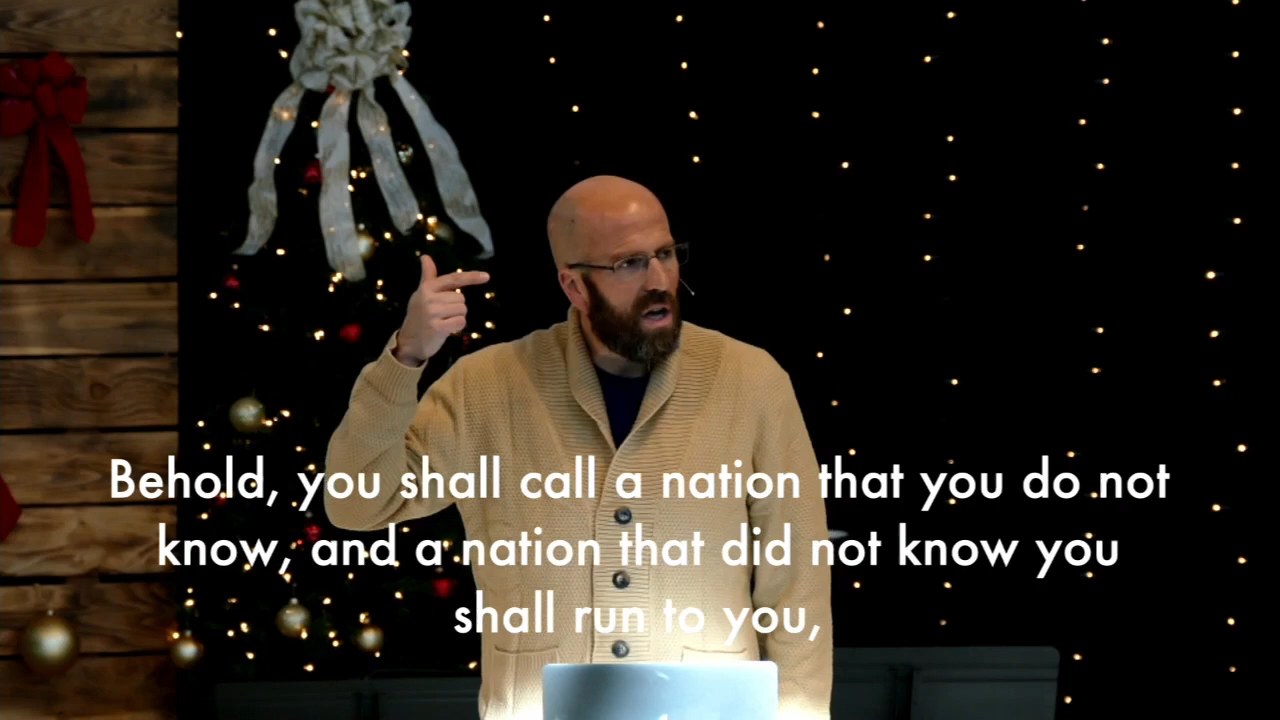 Behold, you shall call a nation that you do not
know, and a nation that did not know you
shall run to you,